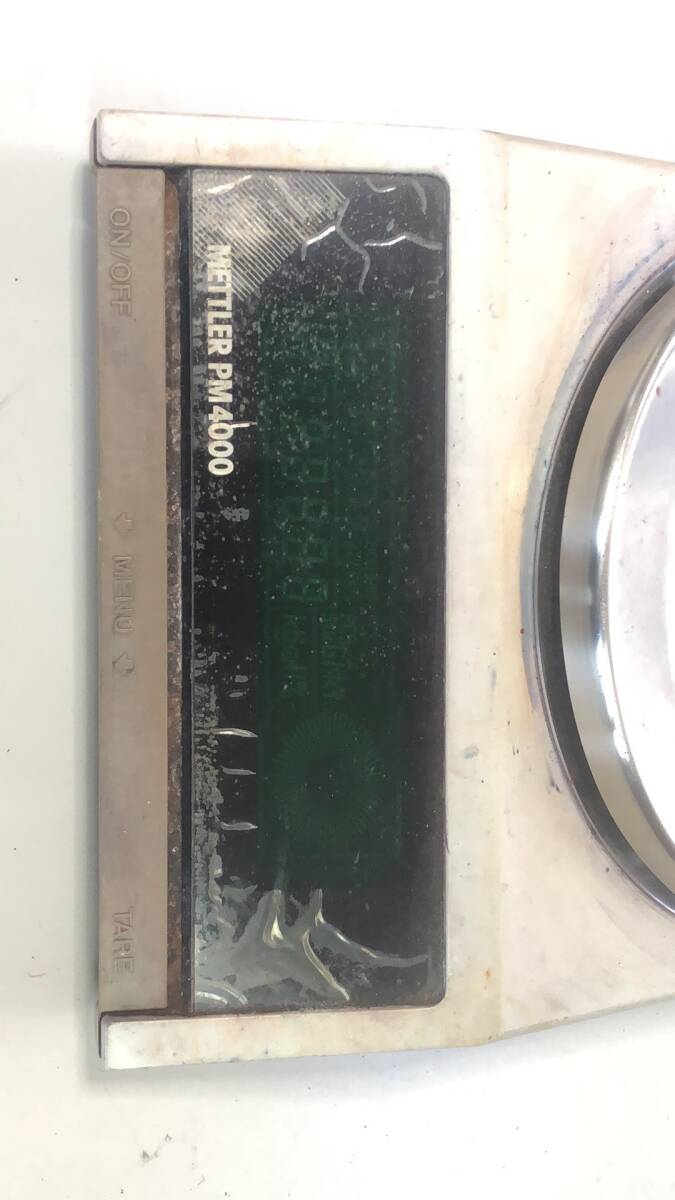 METTLER PM4000
ON/OFF
MENU
TARE